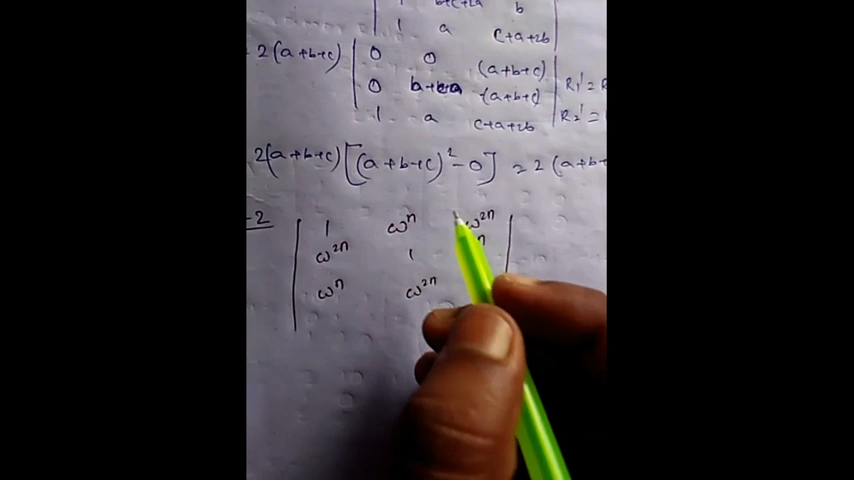 1 b+c+2a b
1 a c+a+2b
2(a+b+c) | 0 0 (a+b+c)
0 -(a+b+c) R₁' =
1 a c+a+2b R₂' =
2(a+b+c) [(a+b+c)² - 0] = 2(a+b+
-2
| 1 ωⁿ ω²ⁿ |
ω²ⁿ 1 n
ωⁿ ω²ⁿ